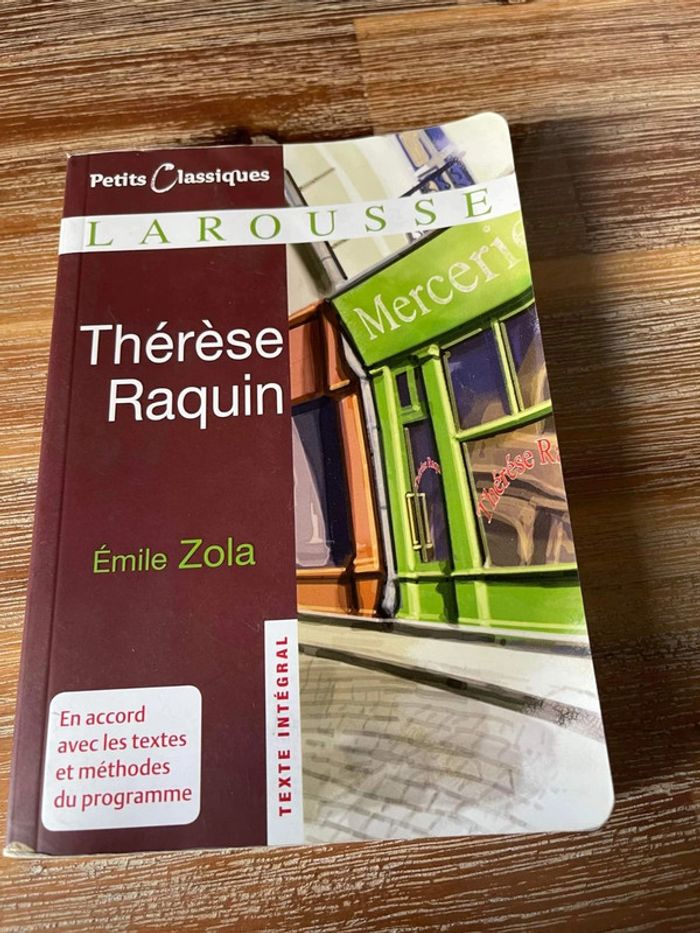 Petits Classiques
LAROUSSE
Mercerie
Thérèse
Raquin
Thérèse Ra
Émile Zola
TEXTE INTÉGRAL
En accord
avec les textes
et méthodes
du programme